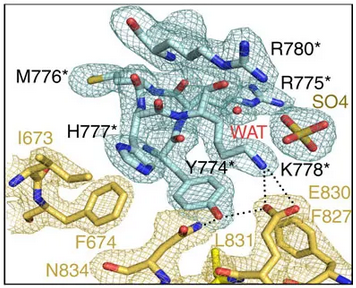 R780*
M776*
R775*
SO4
H777*
WAT
I673
Y774*
K778*
E830
F674
L831
F827
N834